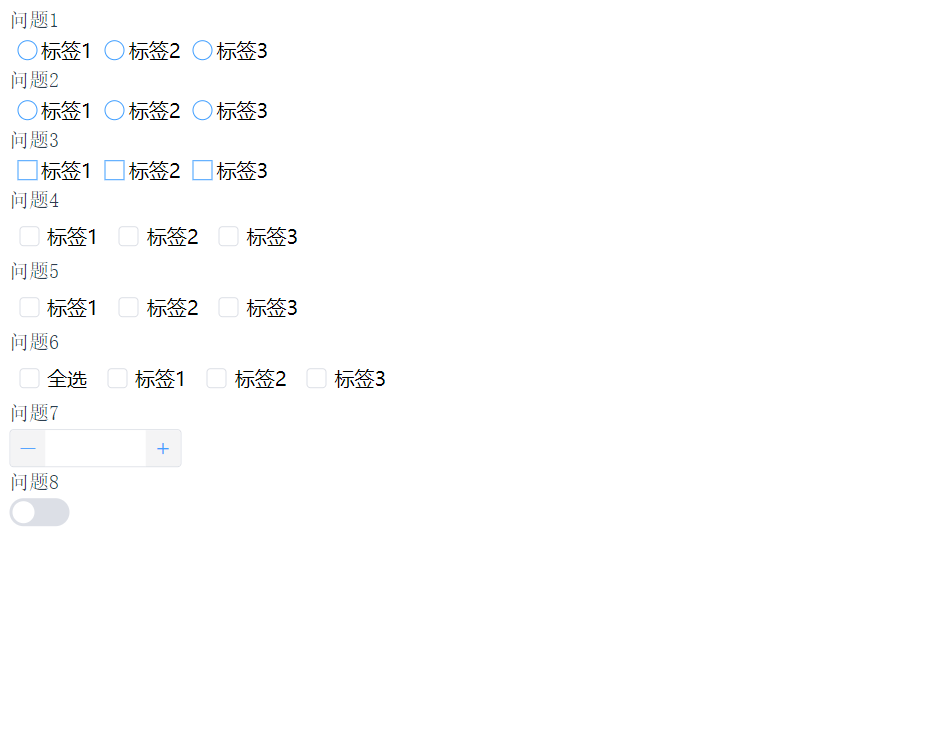 问题1
标签1 标签2 标签3
问题2
标签1 标签2 标签3
问题3
标签1 标签2 标签3
问题4
标签1 标签2 标签3
问题5
标签1 标签2 标签3
问题6
全选 标签1 标签2 标签3
问题7
— +
问题8